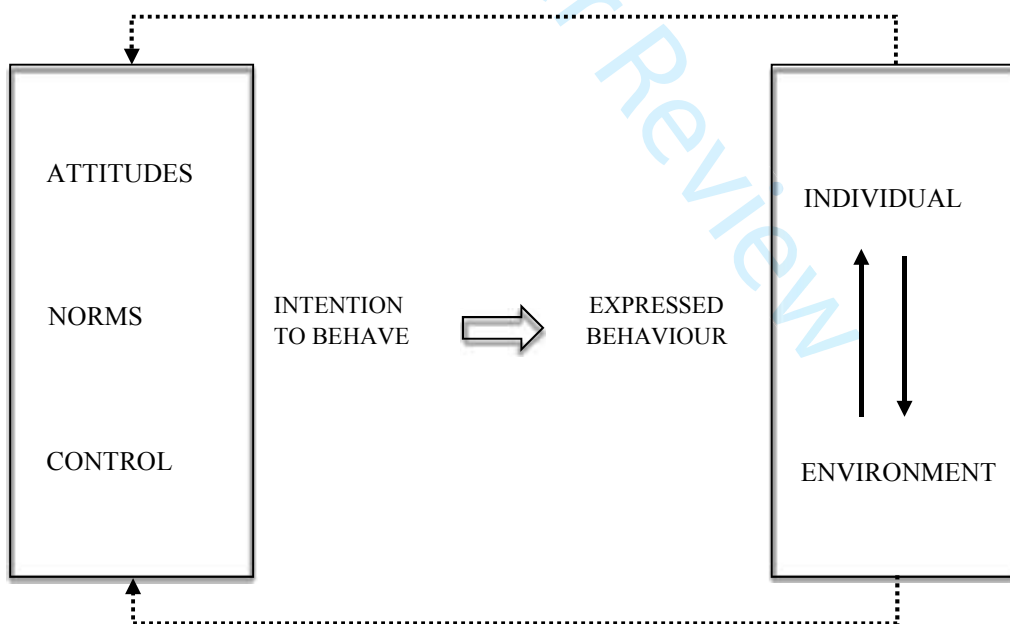 r Review
ATTITUDES
INDIVIDUAL
NORMS
INTENTION
TO BEHAVE
EXPRESSED
BEHAVIOUR
CONTROL
ENVIRONMENT